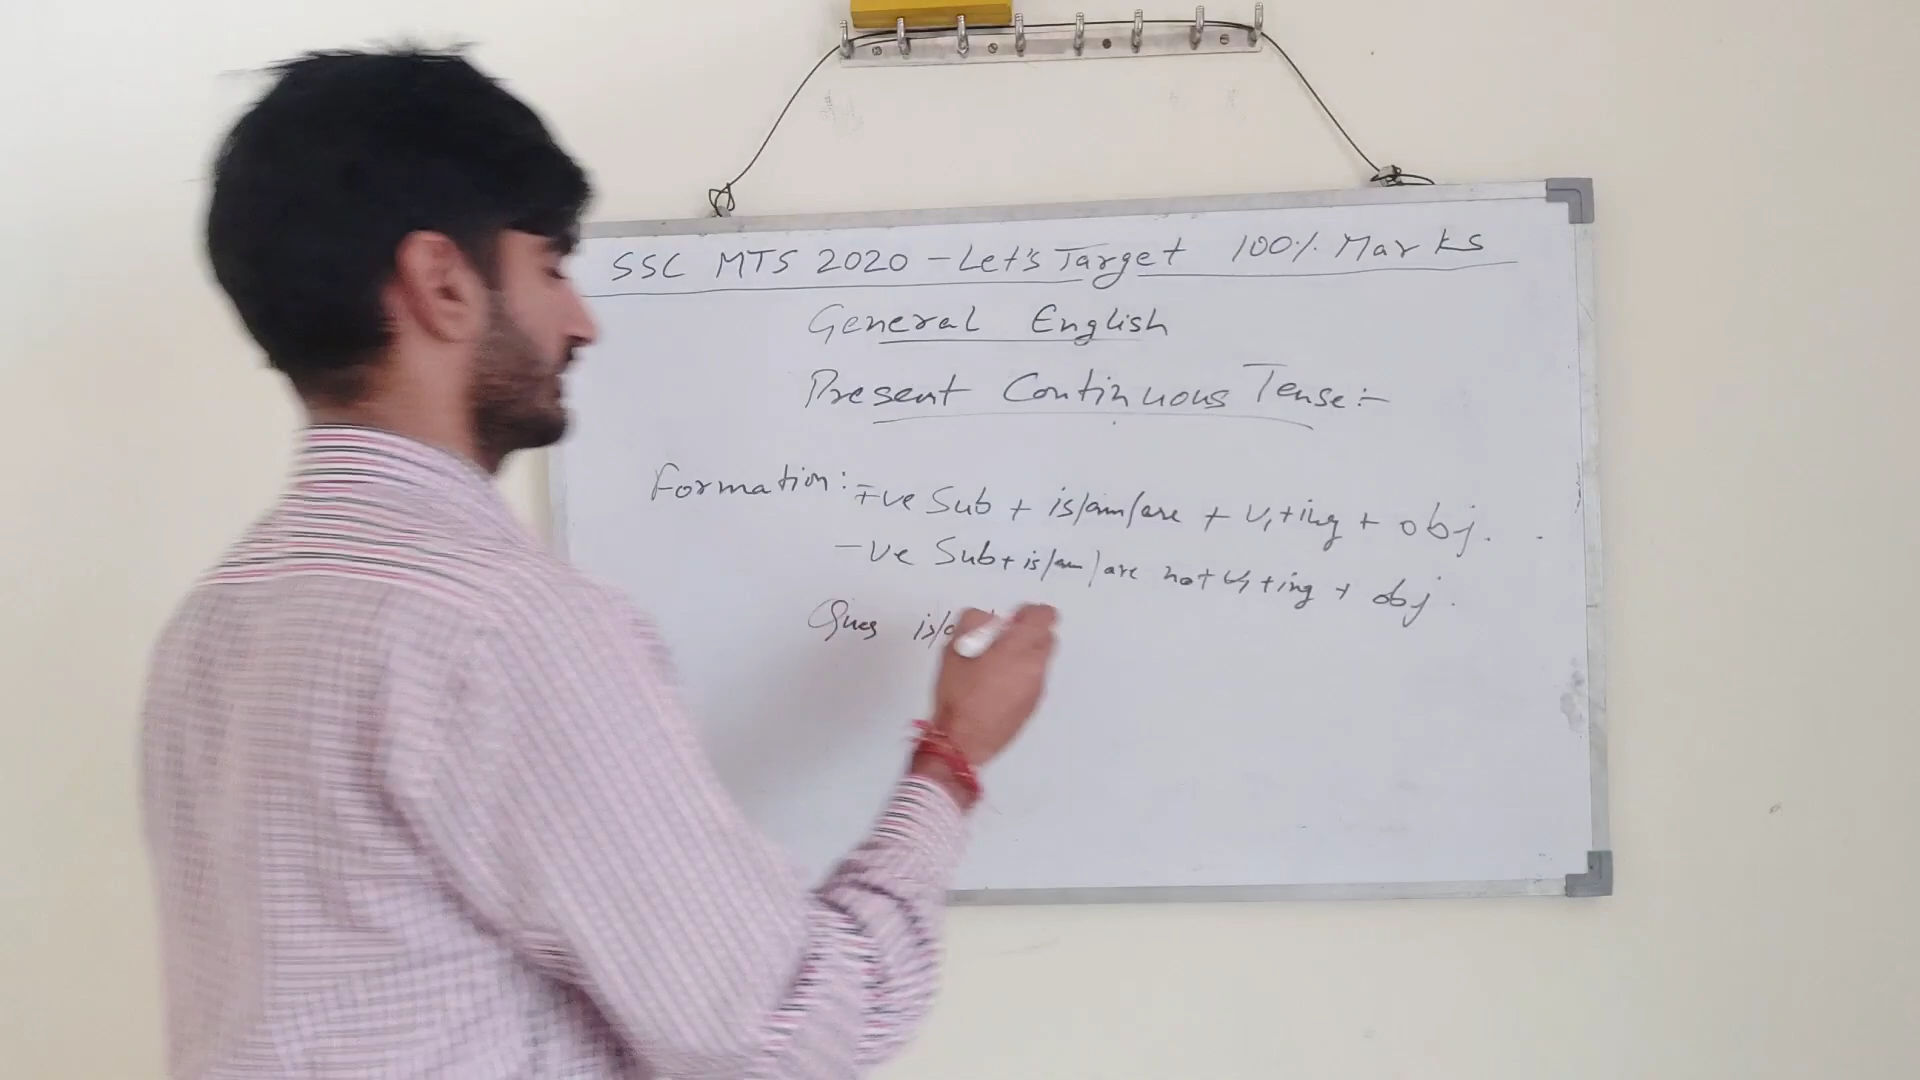 SSC MTS 2020 - Let's Target 100% Marks
General English
Present Continuous Tense :-
Formation :- +ve Sub + is/am/are + V1+ing + obj.
-ve Sub + is/am/are not V1+ing + obj.
Ques is/a